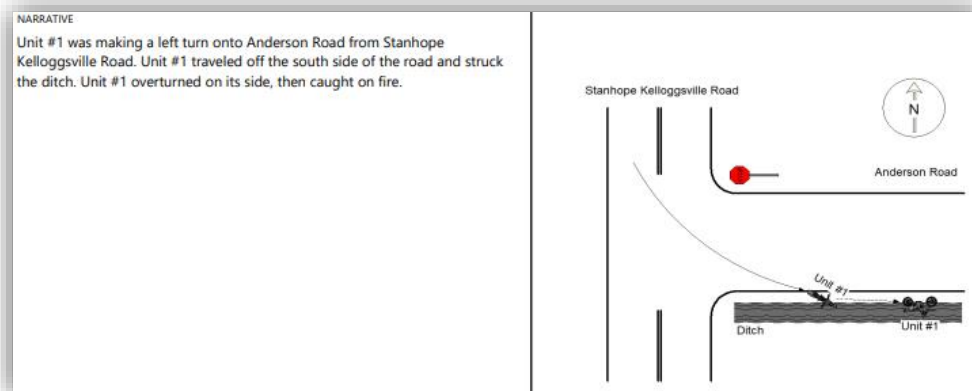 NARRATIVE
Unit #1 was making a left turn onto Anderson Road from Stanhope
Kelloggsville Road. Unit #1 traveled off the south side of the road and struck
the ditch. Unit #1 overturned on its side, then caught on fire.
Stanhope Kelloggsville Road
N
Anderson Road
Unit #1
Ditch
Unit #1